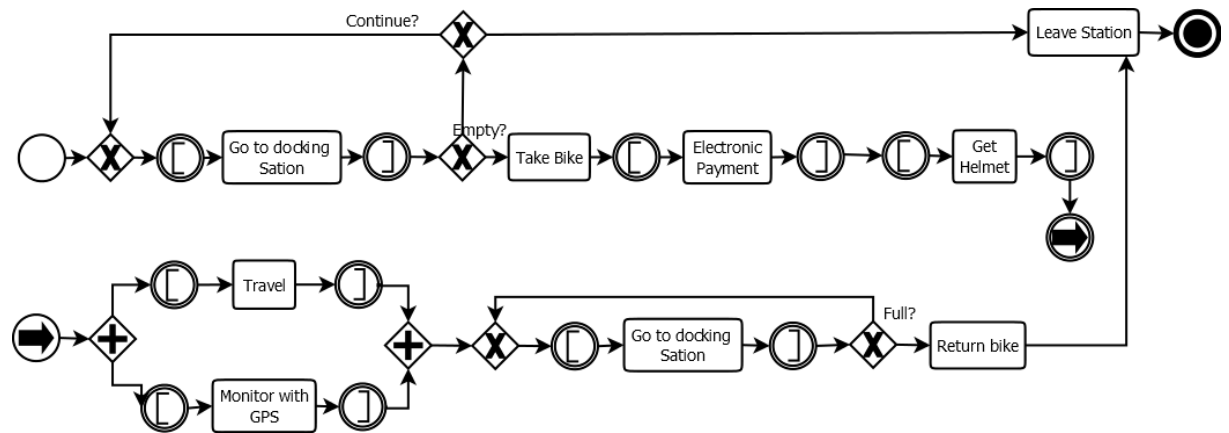 Continue?
Leave Station
Empty?
Go to docking
Sation
Take Bike
Electronic
Payment
Get
Helmet
Travel
Full?
Go to docking
Sation
Return bike
Monitor with
GPS